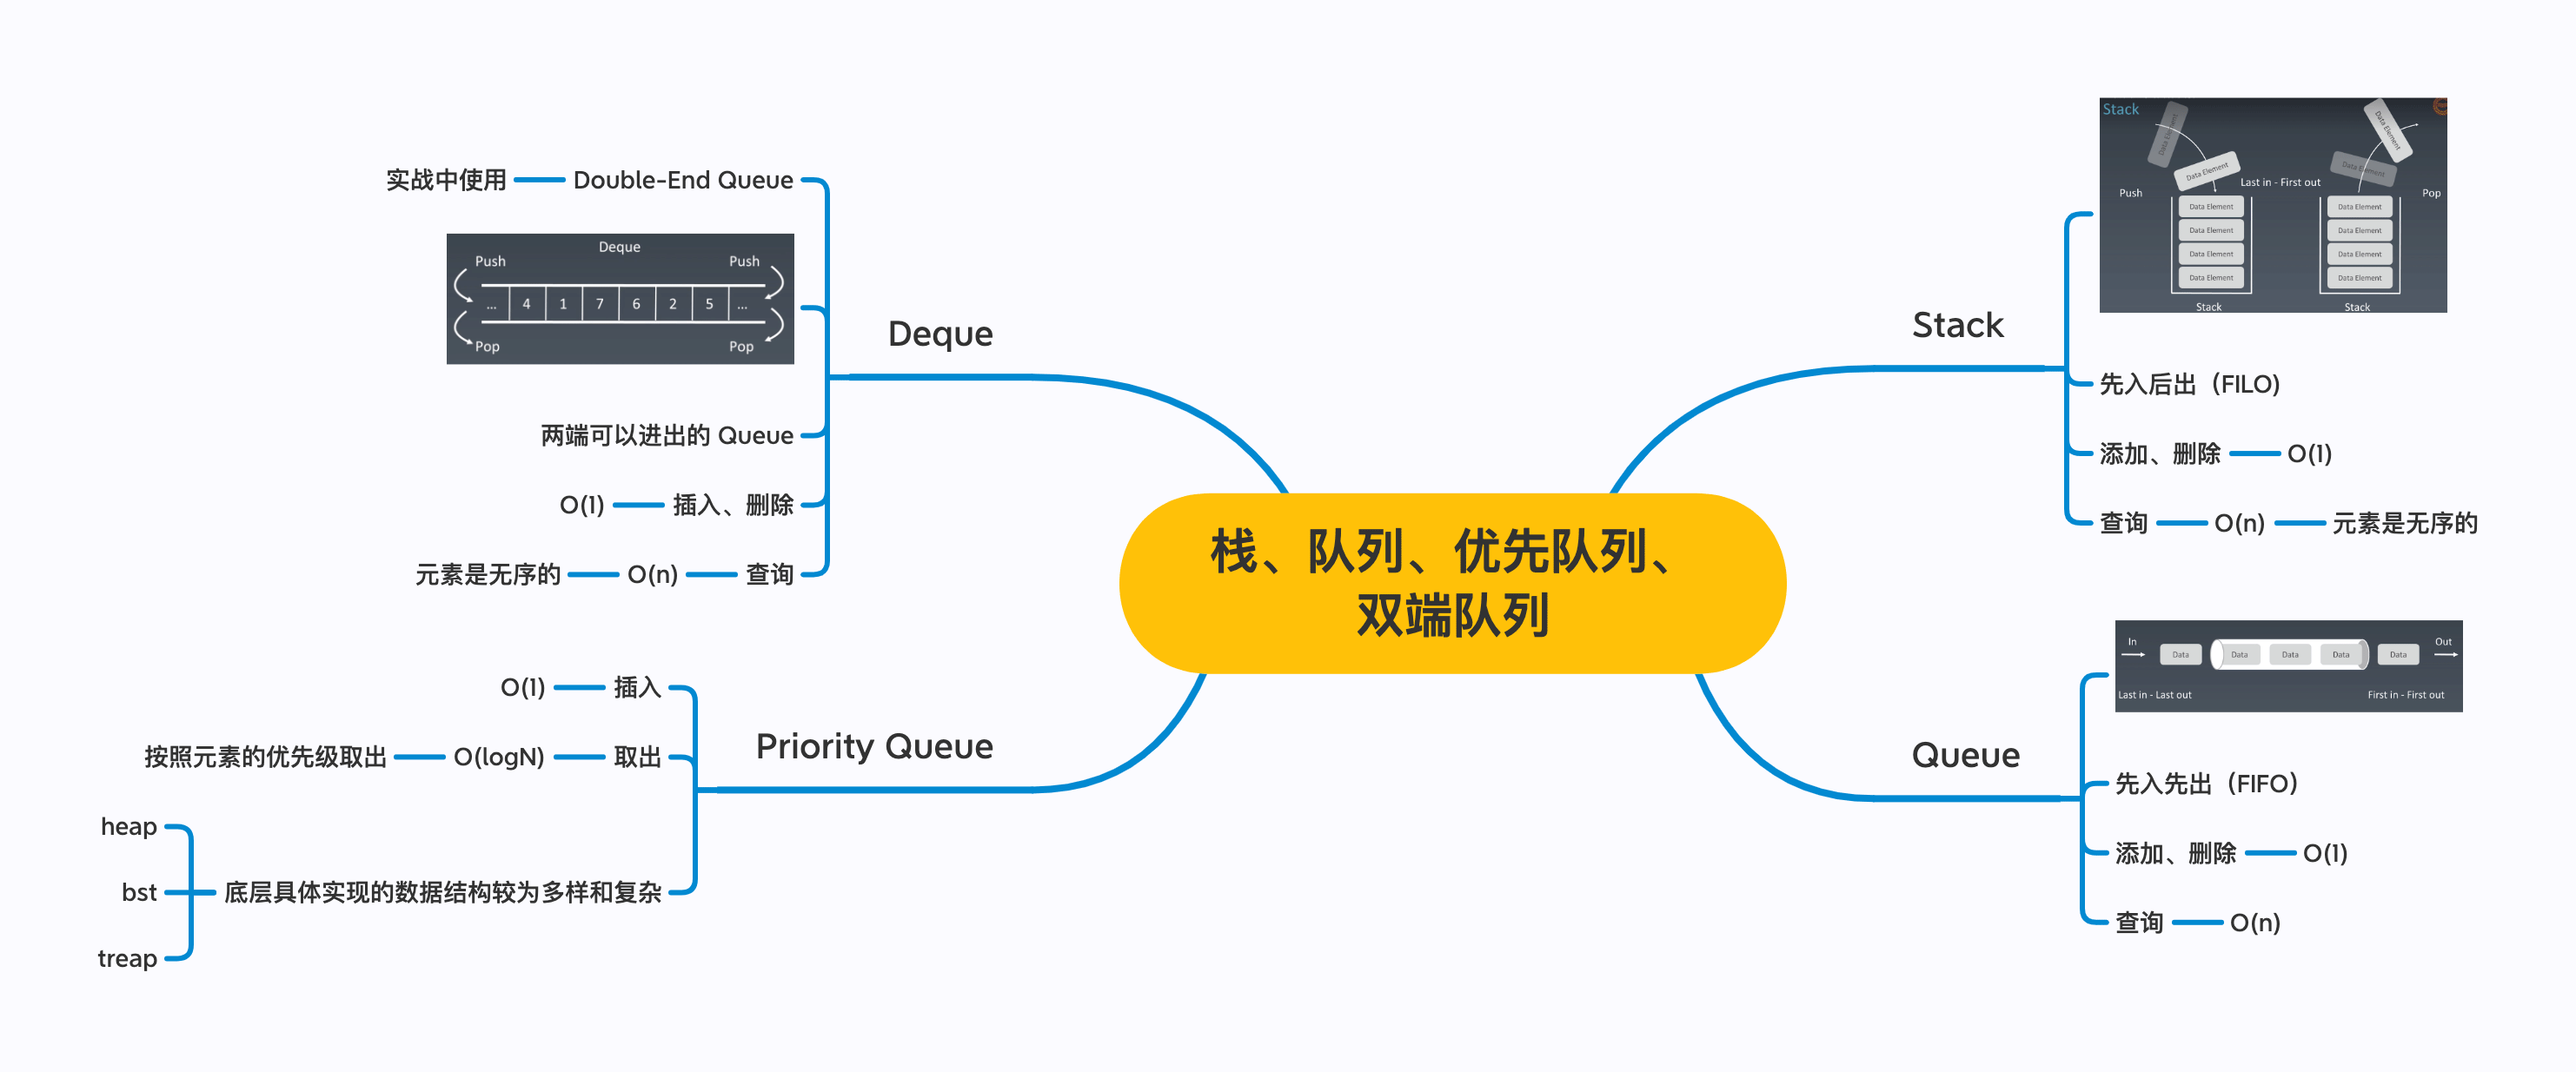 栈、队列、优先队列、
双端队列
Stack
Stack
Data Element
Data Element
Data Element
Data Element
Push
Last in - First out
Pop
Data Element
Data Element
Data Element
Data Element
Data Element
Data Element
Data Element
Data Element
Stack
Stack
先入后出（FILO)
添加、删除
O(1)
查询
O(n)
元素是无序的
Queue
In
Out
Data
Data
Data
Data
Data
Last in - Last out
First in - First out
先入先出（FIFO）
添加、删除
O(1)
查询
O(n)
Deque
实战中使用
Double-End Queue
Deque
Push
Push
... 4 1 7 6 2 5 ...
Pop
Pop
两端可以进出的 Queue
O(1)
插入、删除
元素是无序的
O(n)
查询
Priority Queue
O(1)
插入
按照元素的优先级取出
O(logN)
取出
底层具体实现的数据结构较为多样和复杂
heap
bst
treap